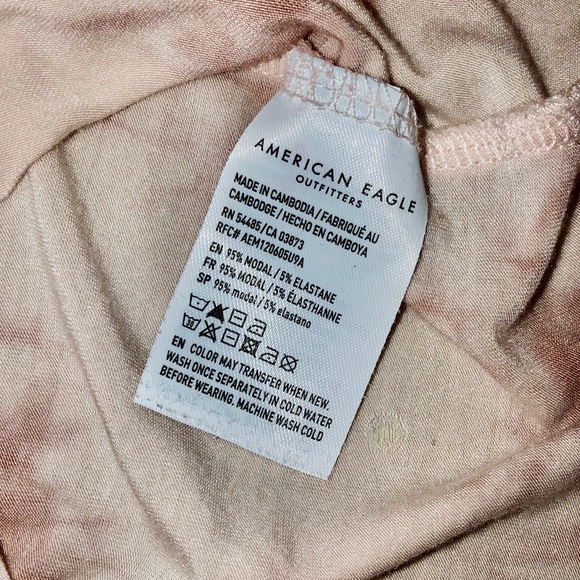 AMERICAN EAGLE
OUTFITTERS
MADE IN CAMBODIA / FABRIQUÉ AU
CAMBODGE / HECHO EN CAMBOYA
RN 54485 / CA 03873
RFC# AEM120605U9A
EN 95% MODAL / 5% ELASTANE
FR 95% MODAL / 5% ÉLASTHANNE
SP 95% modal / 5% elastano
EN COLOR MAY TRANSFER WHEN NEW.
WASH ONCE SEPARATELY IN COLD WATER
BEFORE WEARING. MACHINE WASH COLD